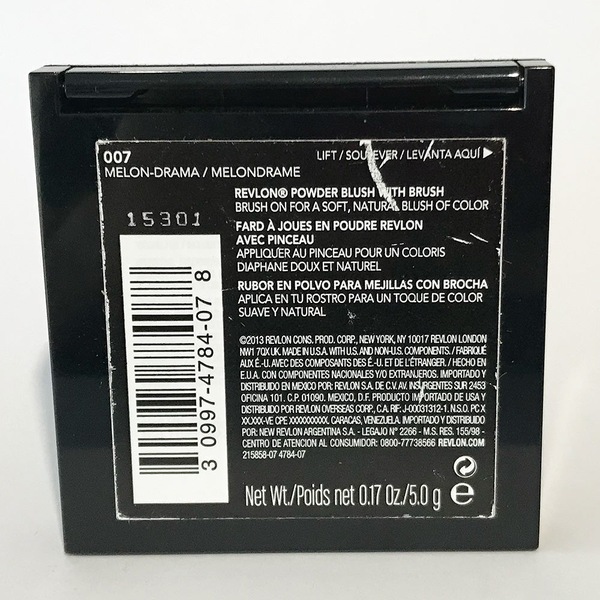 007
MELON-DRAMA / MELONDRAME
LIFT / SOULEVER / LEVANTA AQUÍ
REVLON® POWDER BLUSH WITH BRUSH
BRUSH ON FOR A SOFT, NATURAL BLUSH OF COLOR
FARD À JOUES EN POUDRE REVLON
AVEC PINCEAU
APPLIQUER AU PINCEAU POUR UN COLORIS
DIAPHANE DOUX ET NATUREL
RUBOR EN POLVO PARA MEJILLAS CON BROCHA
APLICA EN TU ROSTRO PARA UN TOQUE DE COLOR
SUAVE Y NATURAL
15301
3 0997-4784-07 8
©2013 REVLON CONS. PROD. CORP., NEW YORK, NY 10017 REVLON LONDON
NW1 7QX UK. MADE IN U.S.A. WITH U.S. AND NON-U.S. COMPONENTS. / FABRIQUÉ
AUX É.-U. AVEC DES COMPOSANTS DES É.-U. ET DE L'ÉTRANGER. / HECHO EN
E.U.A. CON COMPONENTES NACIONALES Y/O EXTRANJEROS. IMPORTADO Y
DISTRIBUIDO EN MEXICO POR: REVLON S.A. DE C.V. AV. INSURGENTES SUR 2453
OFICINA 101. C.P. 01090. MEXICO, D.F. PRODUCTO IMPORTADO Y DISTRIBUIDO
POR REVLON OVERSEAS CORP., C.A. RIF: J-00031312-1. N.S.O. PC X
XX,XXX-VE CPE XXXXXXXXXX. CARACAS, VENEZUELA. IMPORTADO Y DISTRIBUIDO
POR: NEW REVLON ARGENTINA S.A. - LEGAJO N° 2266 - M.S. RES. 155/98 -
CENTRO DE ATENCION AL CONSUMIDOR: 0800-77738566 REVLON.COM
215858-07 4784-07
Net Wt./Poids net 0.17 Oz./5.0 g e